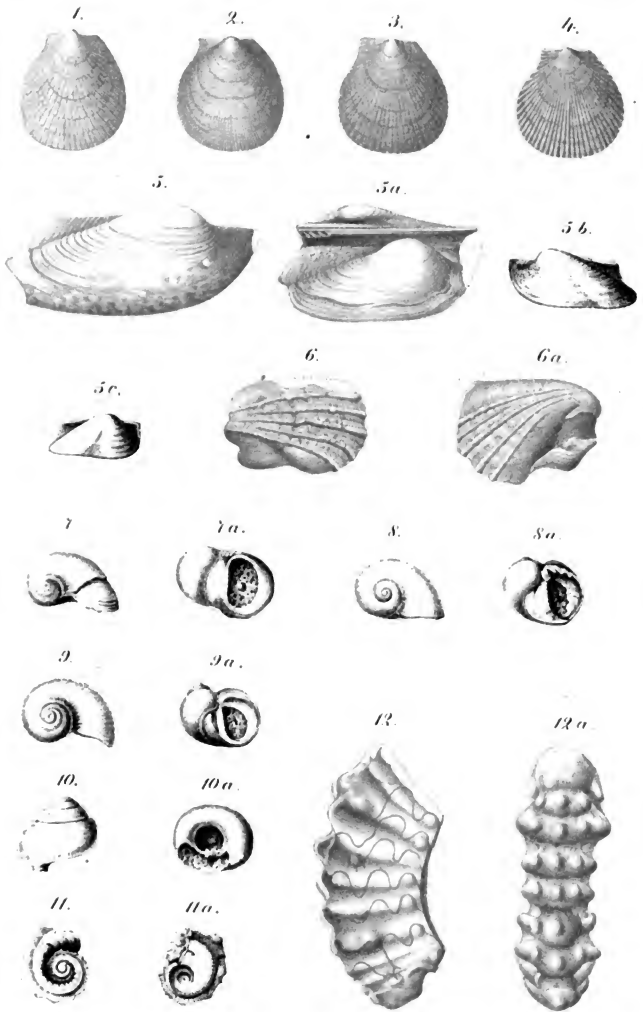 1. 2. 3. 4.
5. 5a. 5b.
5c. 6. 6a.
7 7a. 8. 8a.
9. 9a. 12. 12a.
10. 10a.
11. 11a.